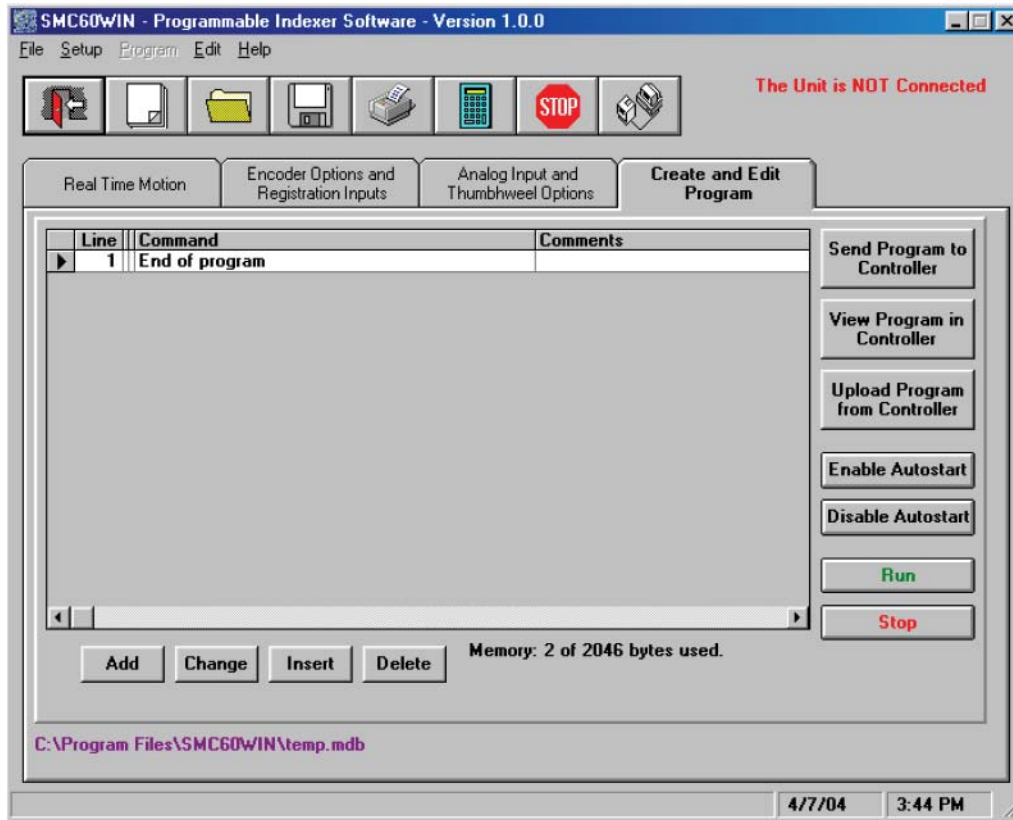 SMC60WIN - Programmable Indexer Software - Version 1.0.0
File Setup Program Edit Help
STOP
The Unit is NOT Connected
Real Time Motion
Encoder Options and
Registration Inputs
Analog Input and
Thumbhweel Options
Create and Edit
Program
Line Command Comments
1 End of program
Send Program to
Controller
View Program in
Controller
Upload Program
from Controller
Enable Autostart
Disable Autostart
Run
Stop
Add Change Insert Delete
Memory: 2 of 2046 bytes used.
C:\Program Files\SMC60WIN\temp.mdb
4/7/04 3:44 PM